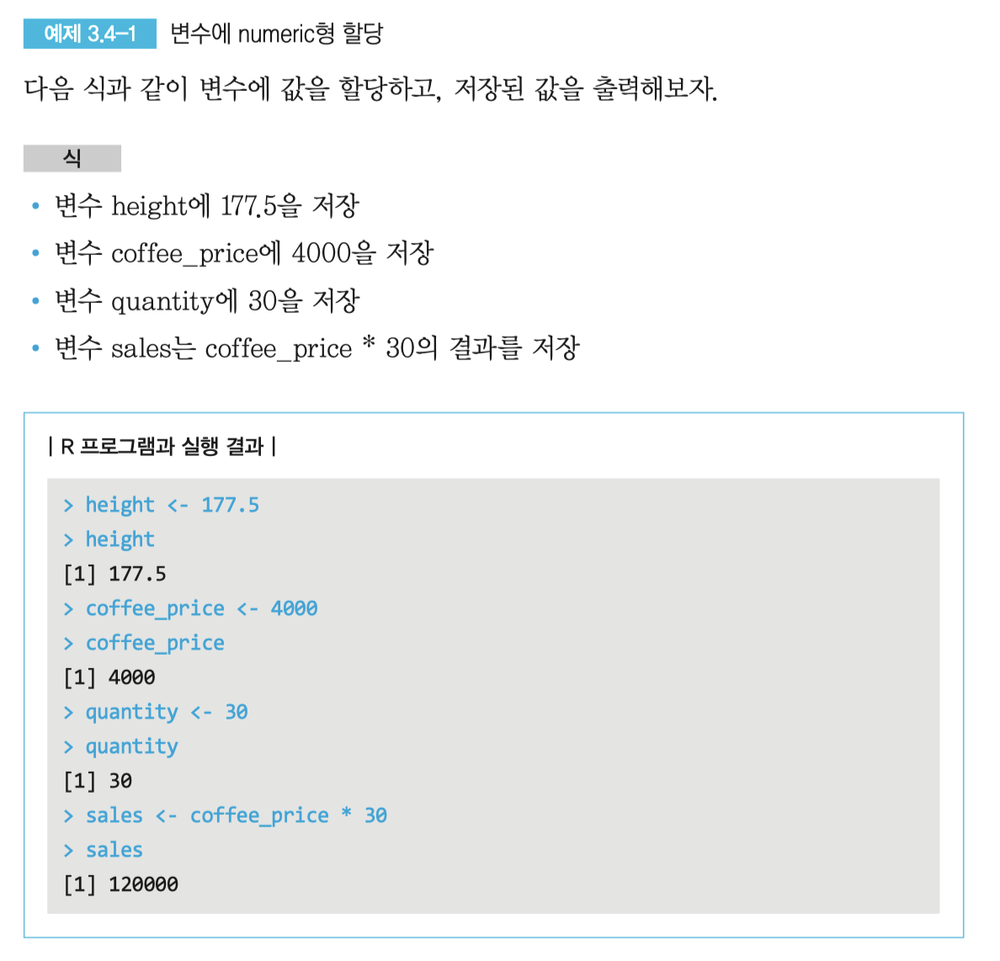 예제 3.4-1 변수에 numeric형 할당
다음 식과 같이 변수에 값을 할당하고, 저장된 값을 출력해보자.
식
• 변수 height에 177.5을 저장
• 변수 coffee_price에 4000을 저장
• 변수 quantity에 30을 저장
• 변수 sales는 coffee_price * 30의 결과를 저장
| R 프로그램과 실행 결과 |
> height <- 177.5
> height
[1] 177.5
> coffee_price <- 4000
> coffee_price
[1] 4000
> quantity <- 30
> quantity
[1] 30
> sales <- coffee_price * 30
> sales
[1] 120000